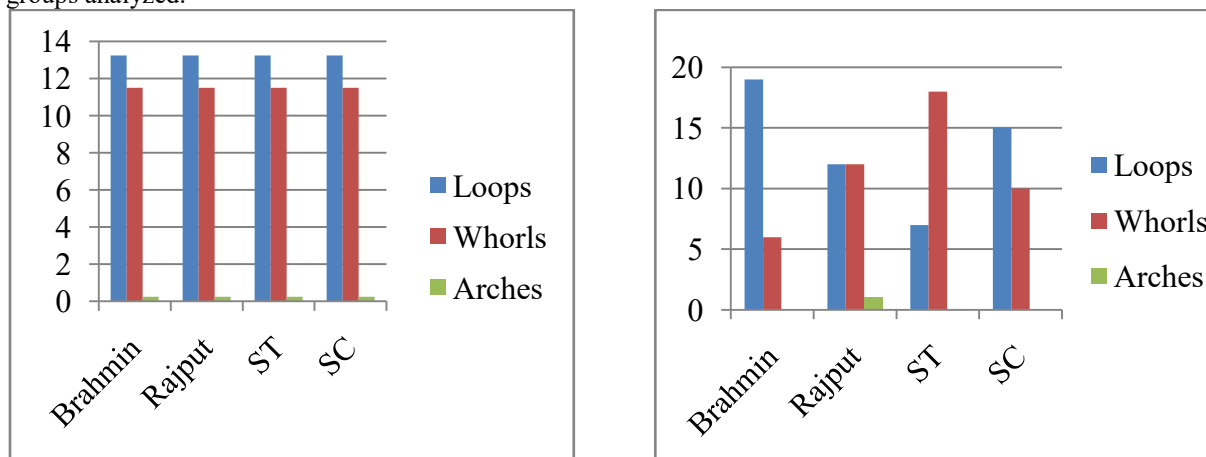 groups analyzed.
14
12
10
8
6
4
2
0
Brahmin
Rajput
ST
SC
Loops
Whorls
Arches
20
15
10
5
0
Brahmin
Rajput
ST
SC
Loops
Whorls
Arches